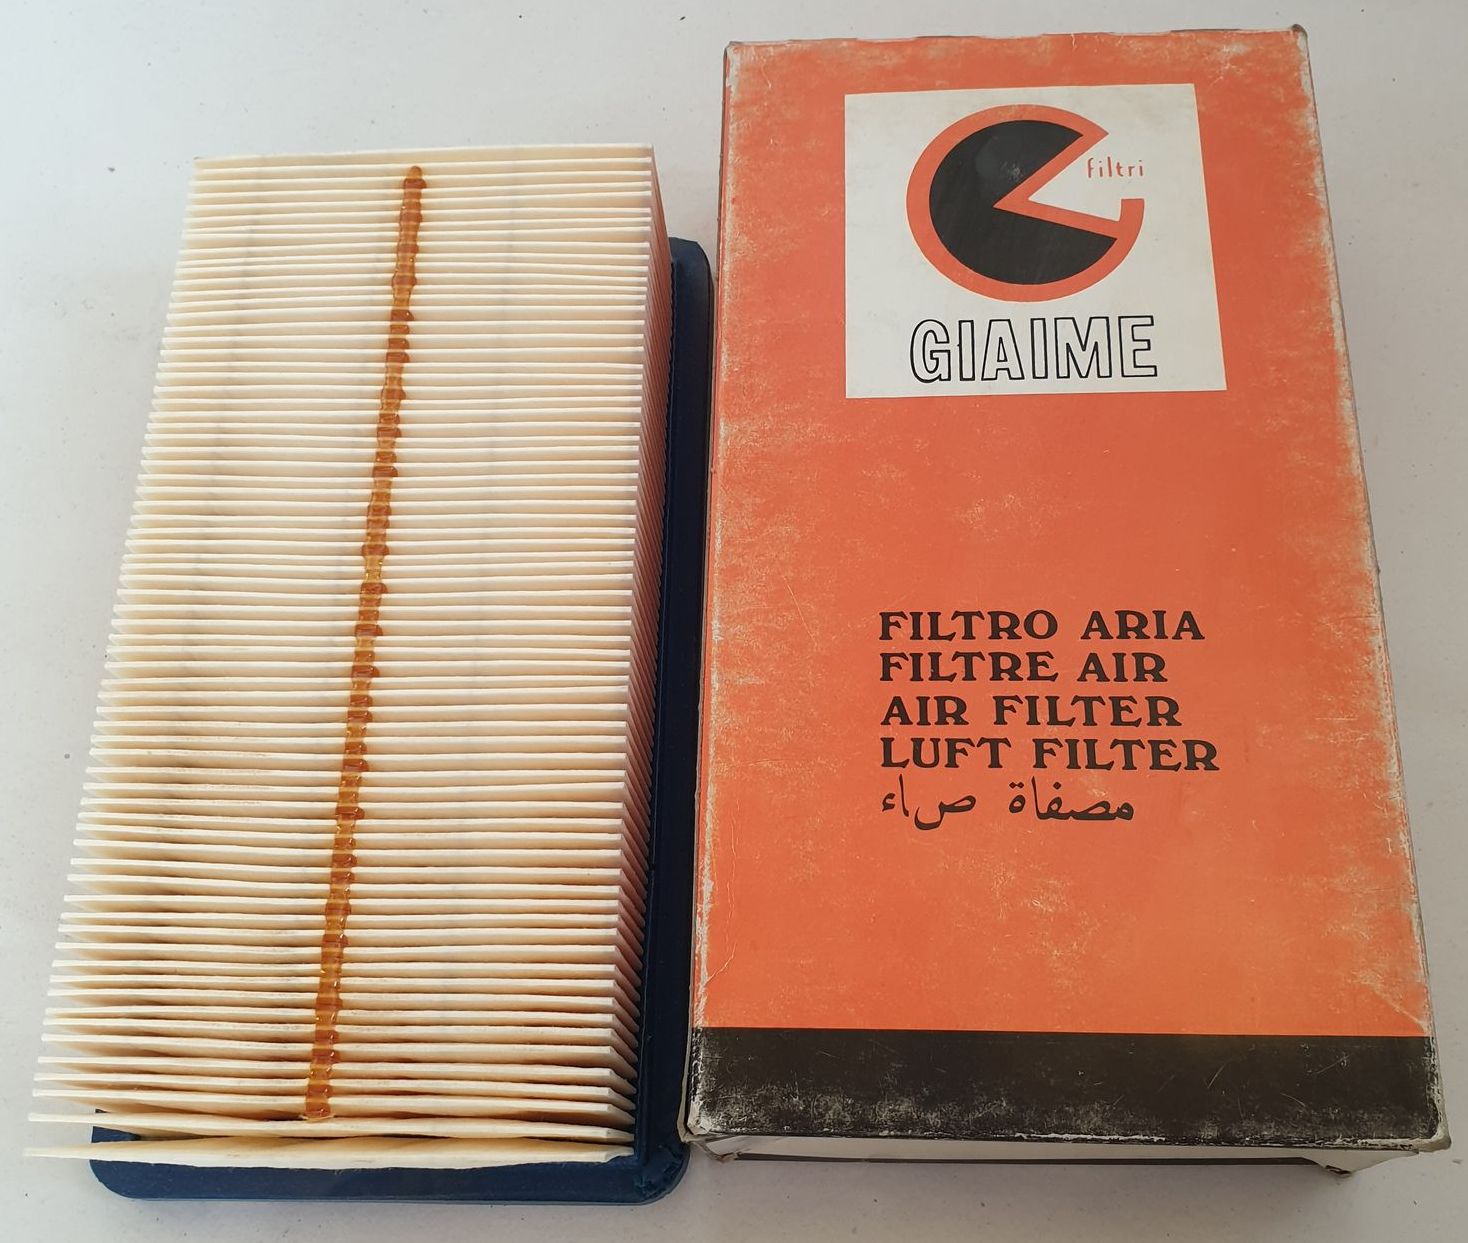 filtri
GIAIME
FILTRO ARIA
FILTRE AIR
AIR FILTER
LUFT FILTER
مصفاة صاء